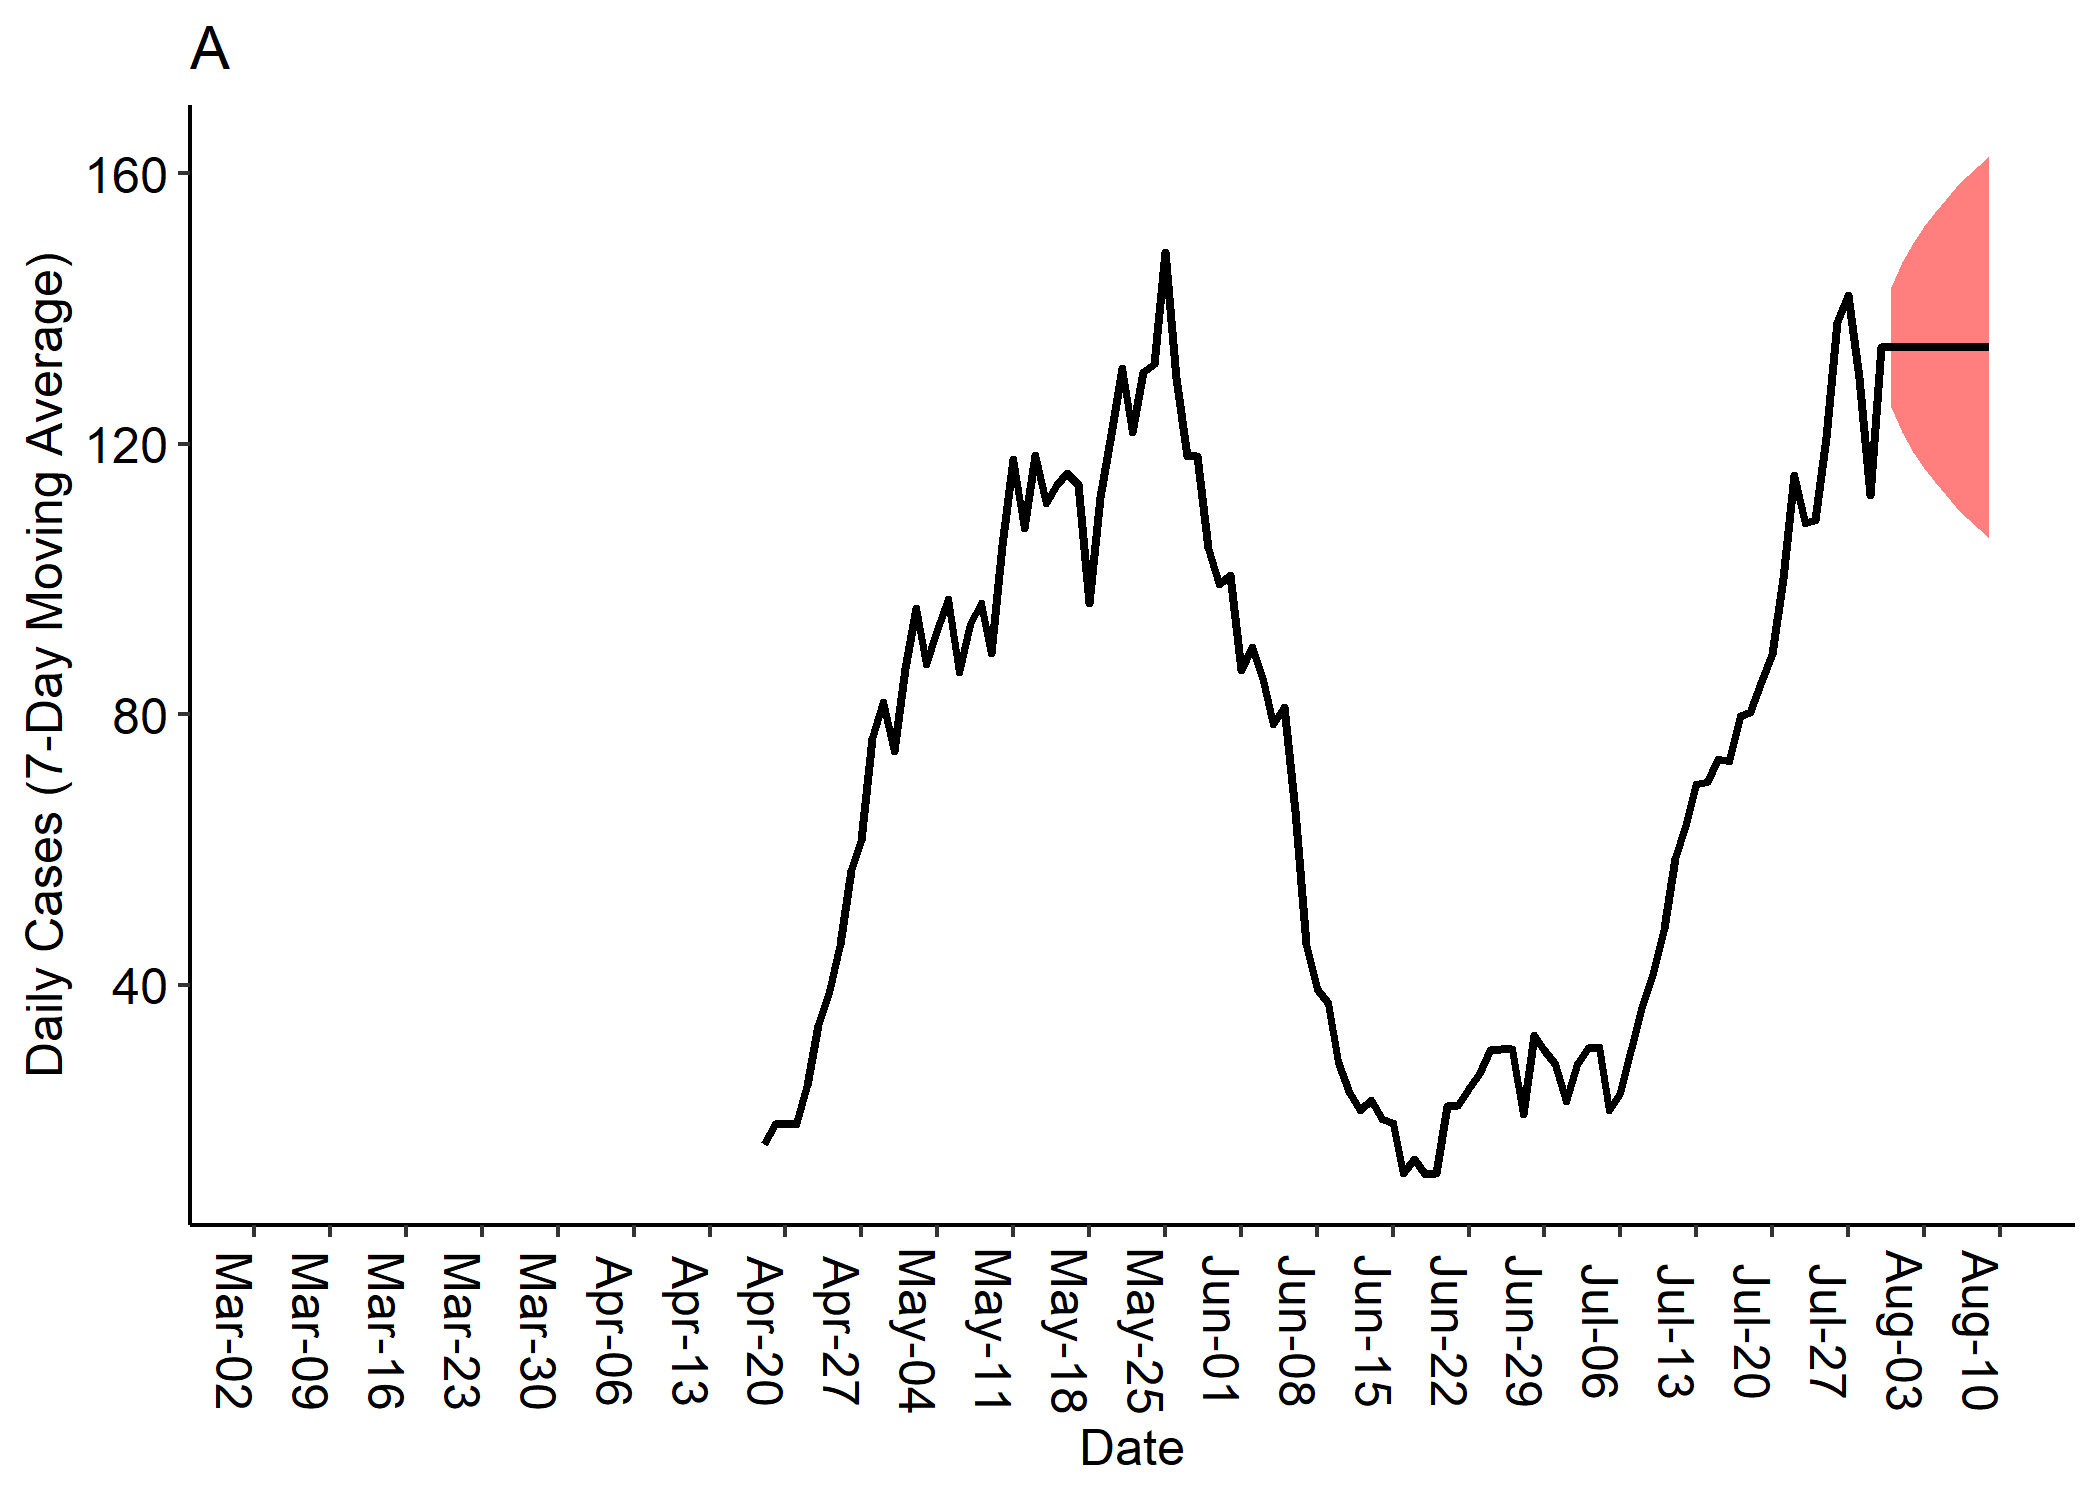 A
Daily Cases (7-Day Moving Average)
160
120
80
40
Mar-02
Mar-09
Mar-16
Mar-23
Mar-30
Apr-06
Apr-13
Apr-20
Apr-27
May-04
May-11
May-18
May-25
Jun-01
Jun-08
Jun-15
Jun-22
Jun-29
Jul-06
Jul-13
Jul-20
Jul-27
Aug-03
Aug-10
Date